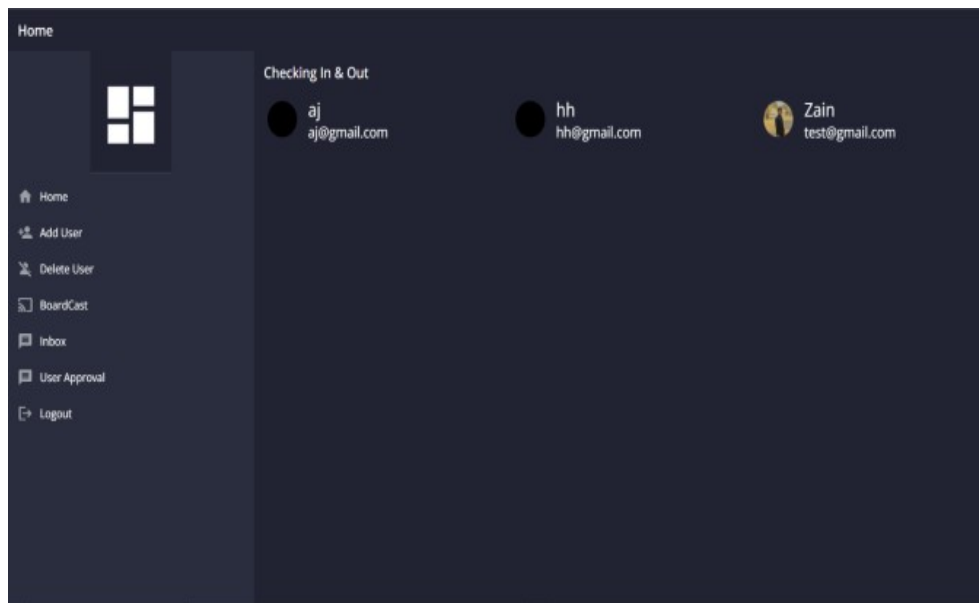 Home
Checking In & Out
aj
aj@gmail.com
hh
hh@gmail.com
Zain
test@gmail.com
Home
Add User
Delete User
BoardCast
Inbox
User Approval
Logout